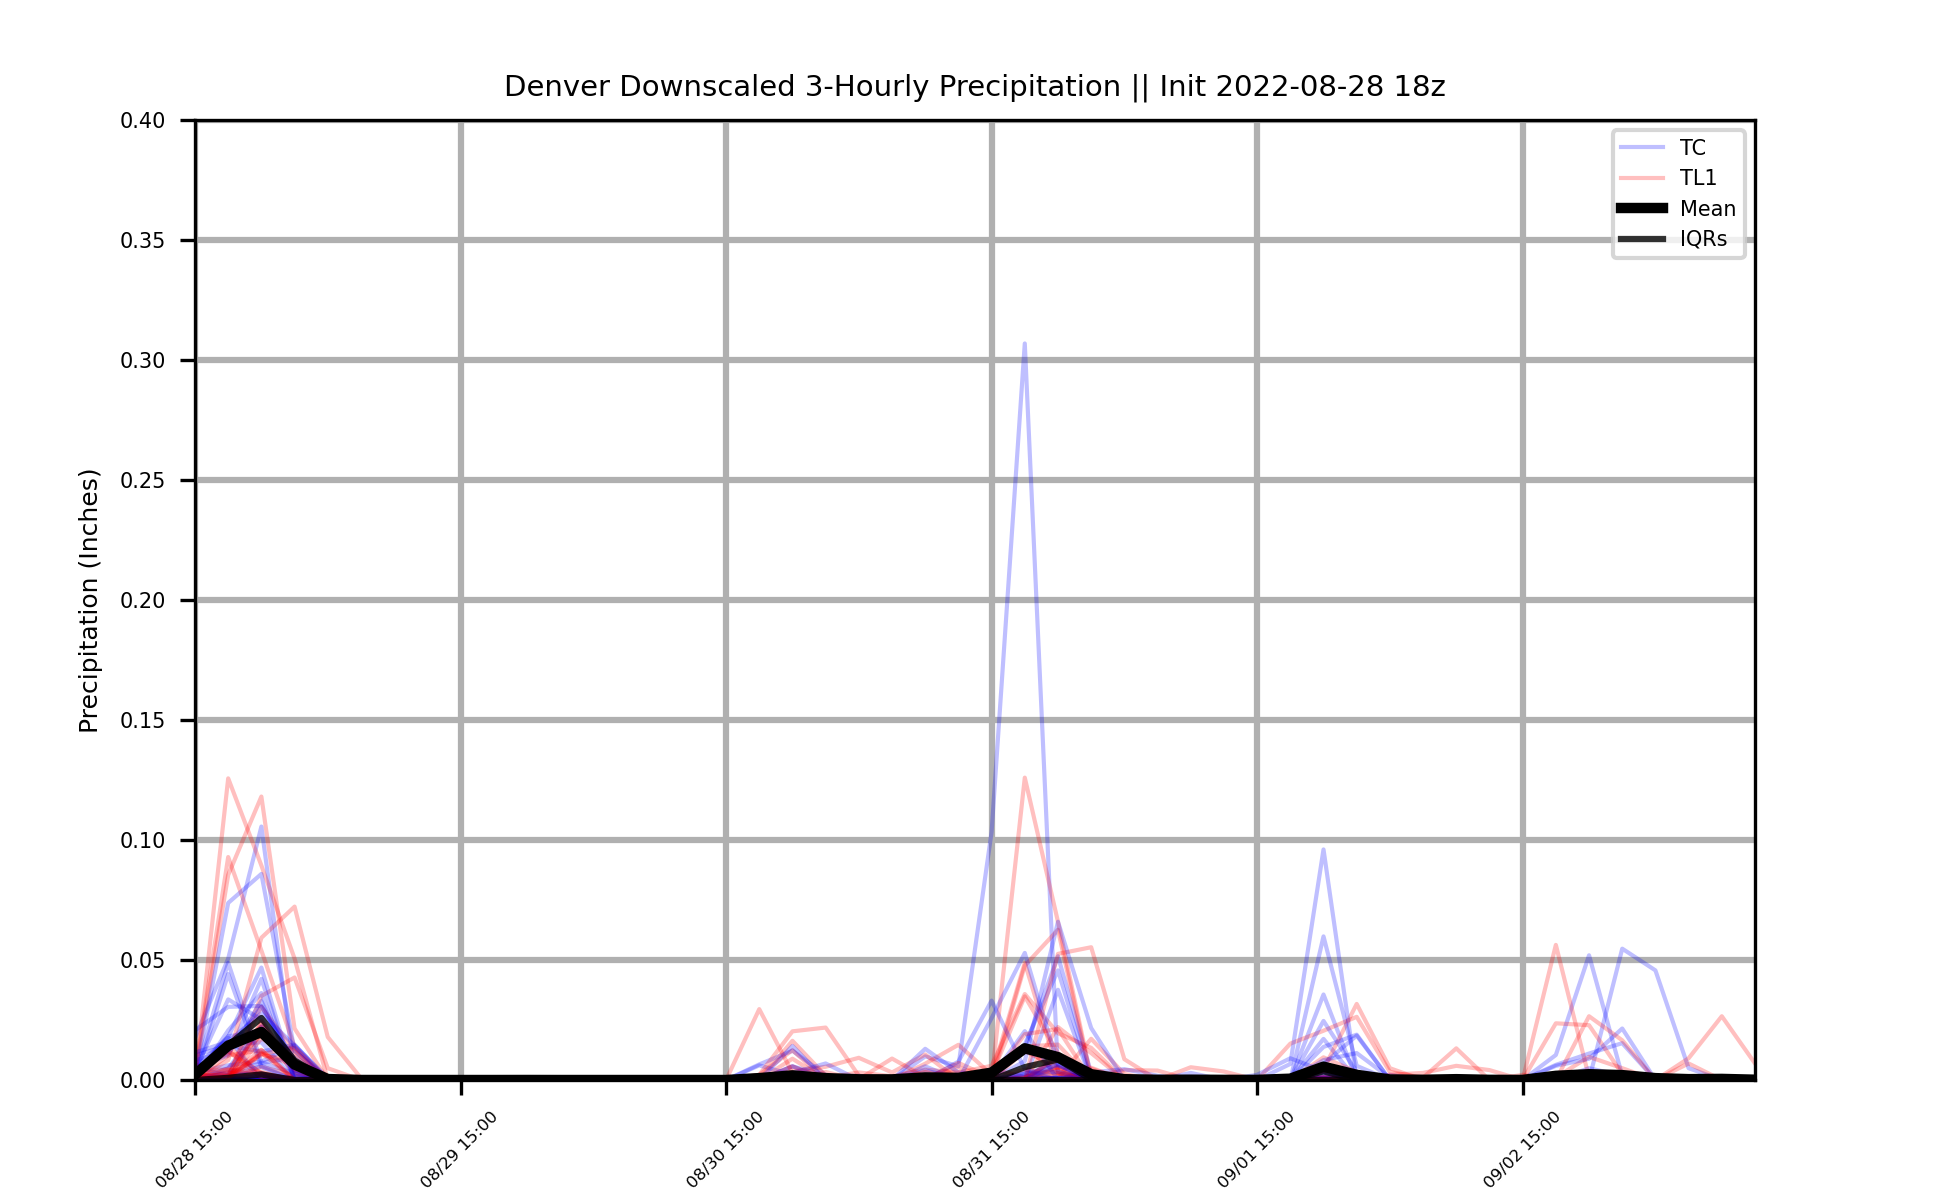 Denver Downscaled 3-Hourly Precipitation || Init 2022-08-28 18z
0.40
0.35
0.30
0.25
0.20
0.15
0.10
0.05
0.00
Precipitation (Inches)
TC
TL1
Mean
IQRs
08/28 15:00
08/29 15:00
08/30 15:00
08/31 15:00
09/01 15:00
09/02 15:00